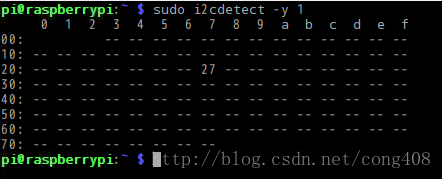 pi@raspberrypi:~ $ sudo i2cdetect -y 1
     0  1  2  3  4  5  6  7  8  9  a  b  c  d  e  f
00:          -- -- -- -- -- -- -- -- -- -- -- -- --
10: -- -- -- -- -- -- -- -- -- -- -- -- -- -- -- --
20: -- -- -- -- -- -- -- 27 -- -- -- -- -- -- -- --
30: -- -- -- -- -- -- -- -- -- -- -- -- -- -- -- --
40: -- -- -- -- -- -- -- -- -- -- -- -- -- -- -- --
50: -- -- -- -- -- -- -- -- -- -- -- -- -- -- -- --
60: -- -- -- -- -- -- -- -- -- -- -- -- -- -- -- --
70: -- -- -- -- -- -- -- --
pi@raspberrypi:~ $ ttp://blog.csdn.net/cong408